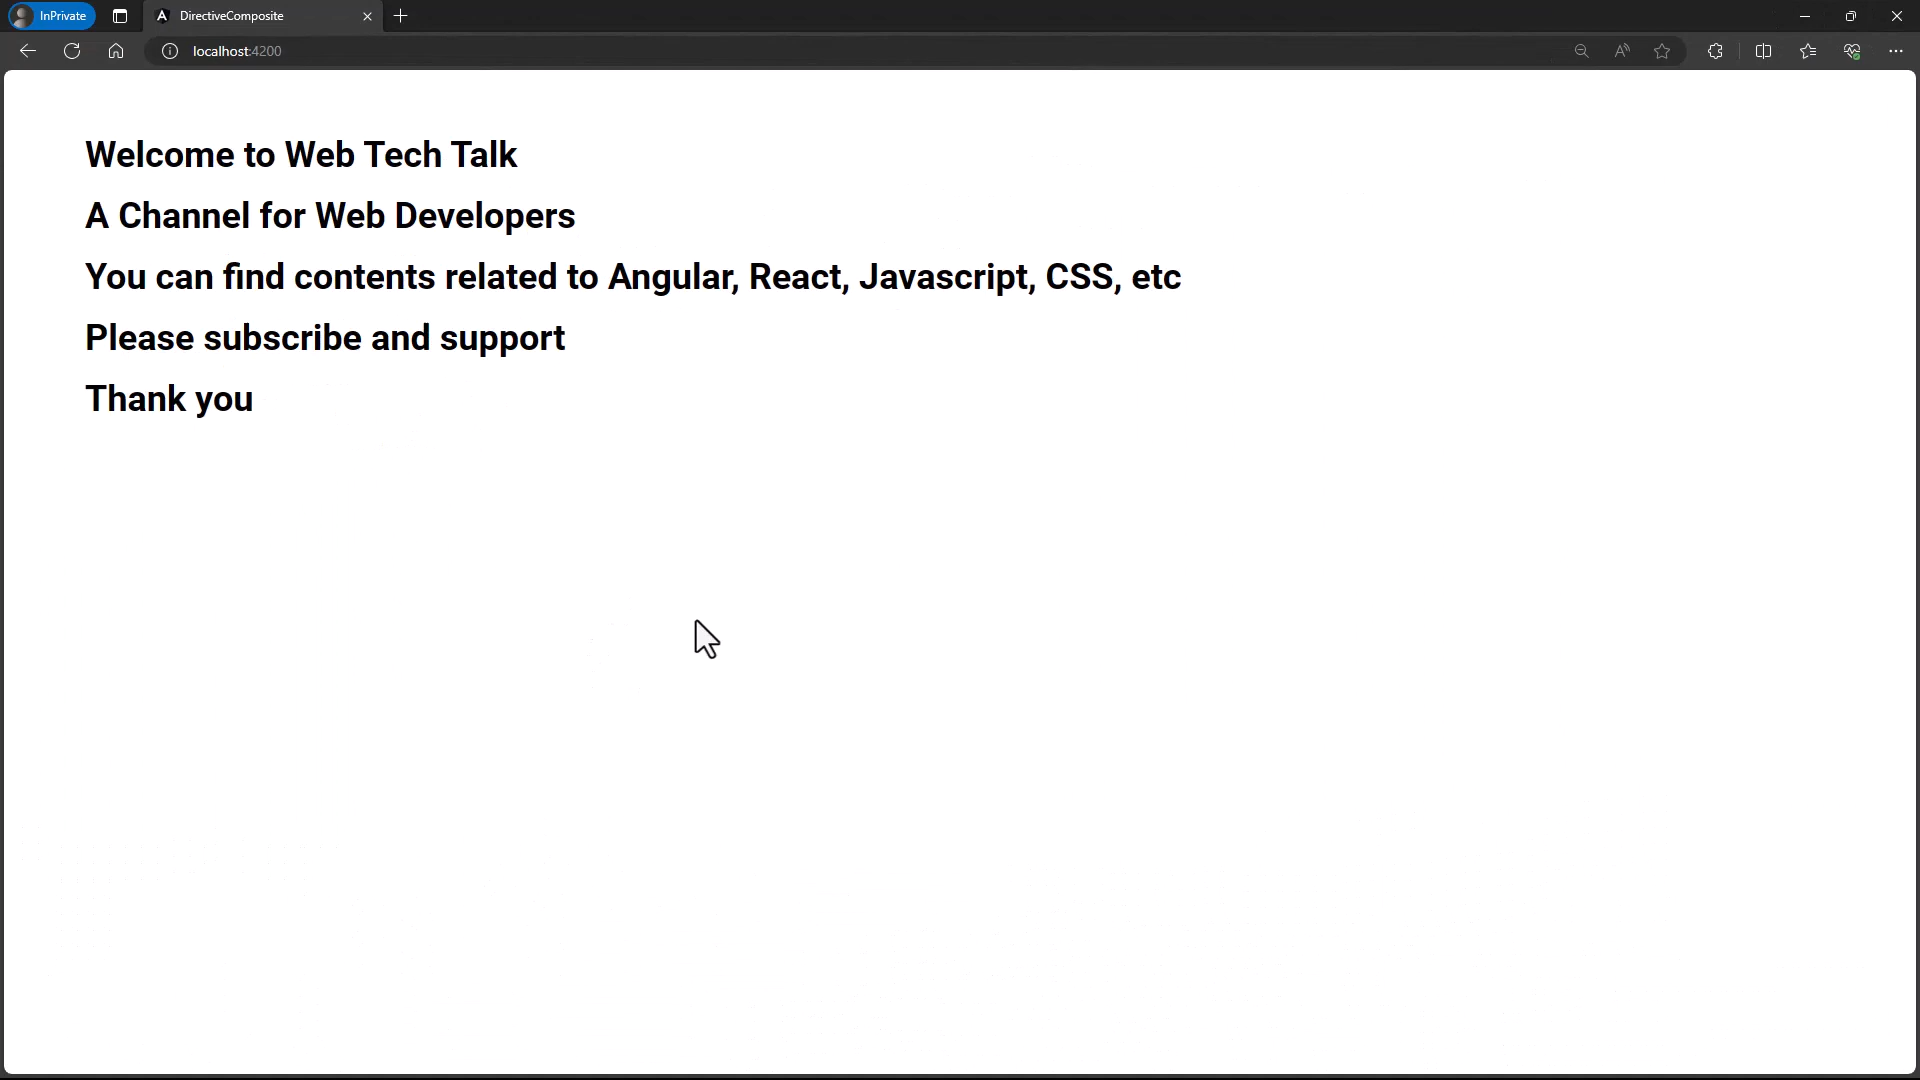 InPrivate
DirectiveComposite
localhost:4200
Welcome to Web Tech Talk
A Channel for Web Developers
You can find contents related to Angular, React, Javascript, CSS, etc
Please subscribe and support
Thank you